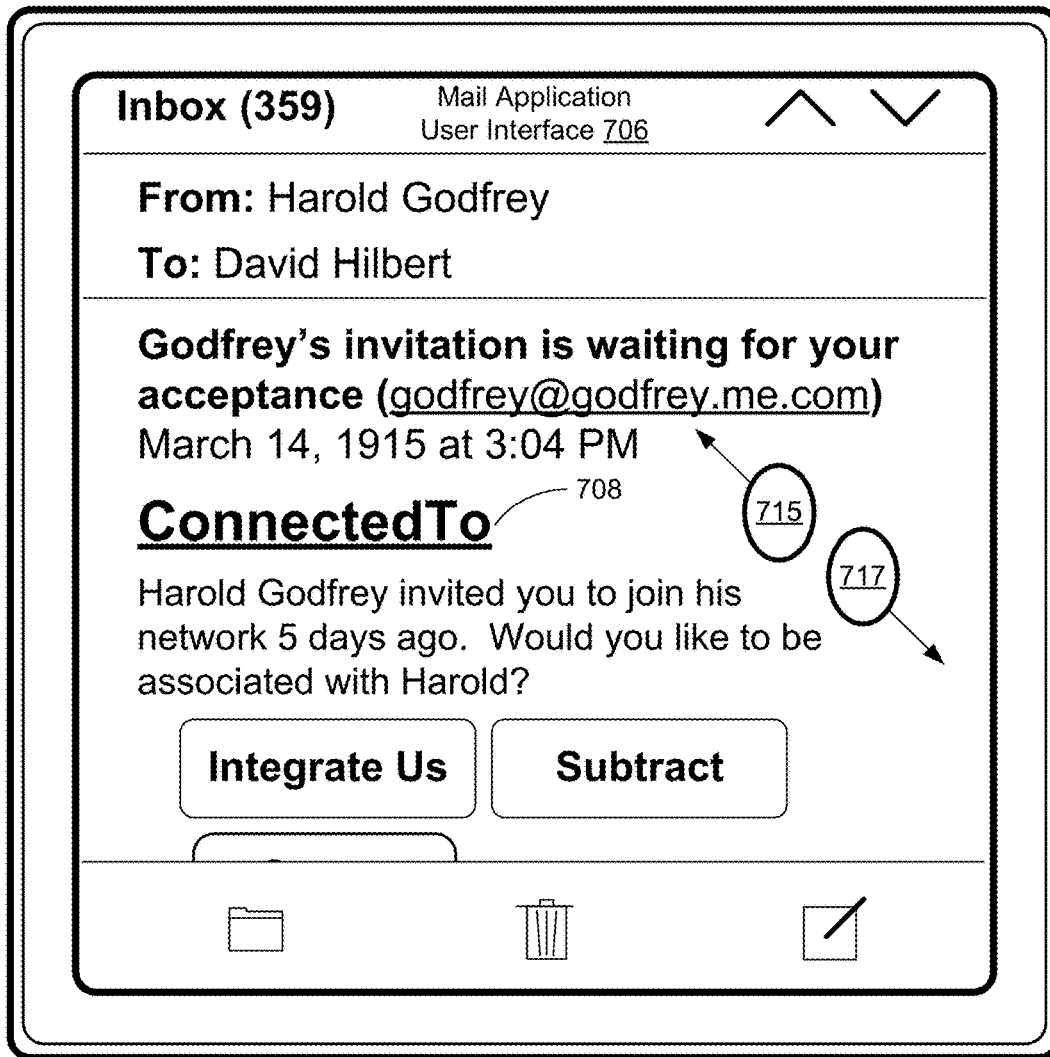 Inbox (359)
Mail Application
User Interface 706
From: Harold Godfrey
To: David Hilbert
Godfrey’s invitation is waiting for your
acceptance (godfrey@godfrey.me.com)
March 14, 1915 at 3:04 PM
ConnectedTo
708
715
717
Harold Godfrey invited you to join his
network 5 days ago.  Would you like to be
associated with Harold?
Integrate Us
Subtract